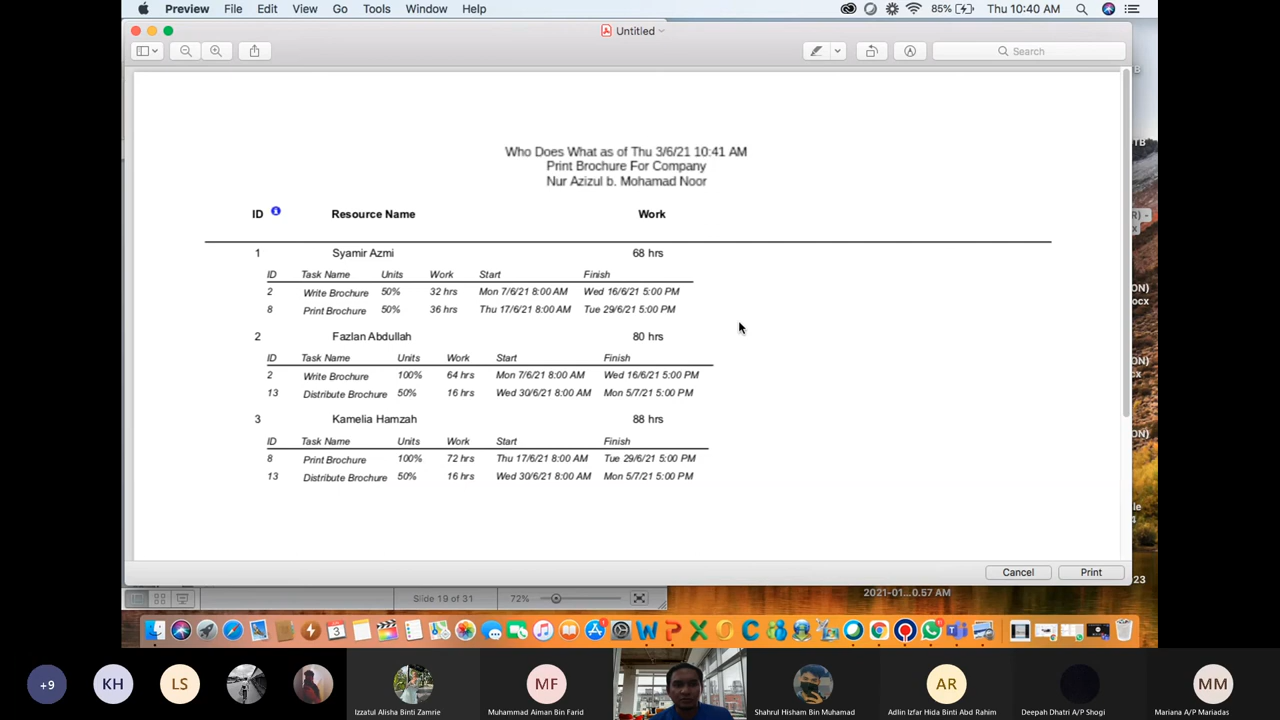 Preview File Edit View Go Tools Window Help 85% Thu 10:40 AM
Untitled
Search
Who Does What as of Thu 3/6/21 10:41 AM
Print Brochure For Company
Nur Azizul b. Mohamad Noor
ID Resource Name Work
1 Syamir Azmi 68 hrs
ID Task Name Units Work Start Finish
2 Write Brochure 50% 32 hrs Mon 7/6/21 8:00 AM Wed 16/6/21 5:00 PM
8 Print Brochure 50% 36 hrs Thu 17/6/21 8:00 AM Tue 29/6/21 5:00 PM
2 Fazlan Abdullah 80 hrs
ID Task Name Units Work Start Finish
2 Write Brochure 100% 64 hrs Mon 7/6/21 8:00 AM Wed 16/6/21 5:00 PM
13 Distribute Brochure 50% 16 hrs Wed 30/6/21 8:00 AM Mon 5/7/21 5:00 PM
3 Kamelia Hamzah 88 hrs
ID Task Name Units Work Start Finish
8 Print Brochure 100% 72 hrs Thu 17/6/21 8:00 AM Tue 29/6/21 5:00 PM
13 Distribute Brochure 50% 16 hrs Wed 30/6/21 8:00 AM Mon 5/7/21 5:00 PM
Cancel Print
Slide 19 of 31 72%
2021-01...0.57 AM
+9 KH LS MF AR MM
Izzatul Alisha Binti Zamrie Muhammad Aiman Bin Farid Shahrul Hisham Bin Muhamad Adlin Izfar Hida Binti Abd Rahim Deepah Dhatri A/P Shogi Mariana A/P Mariadas